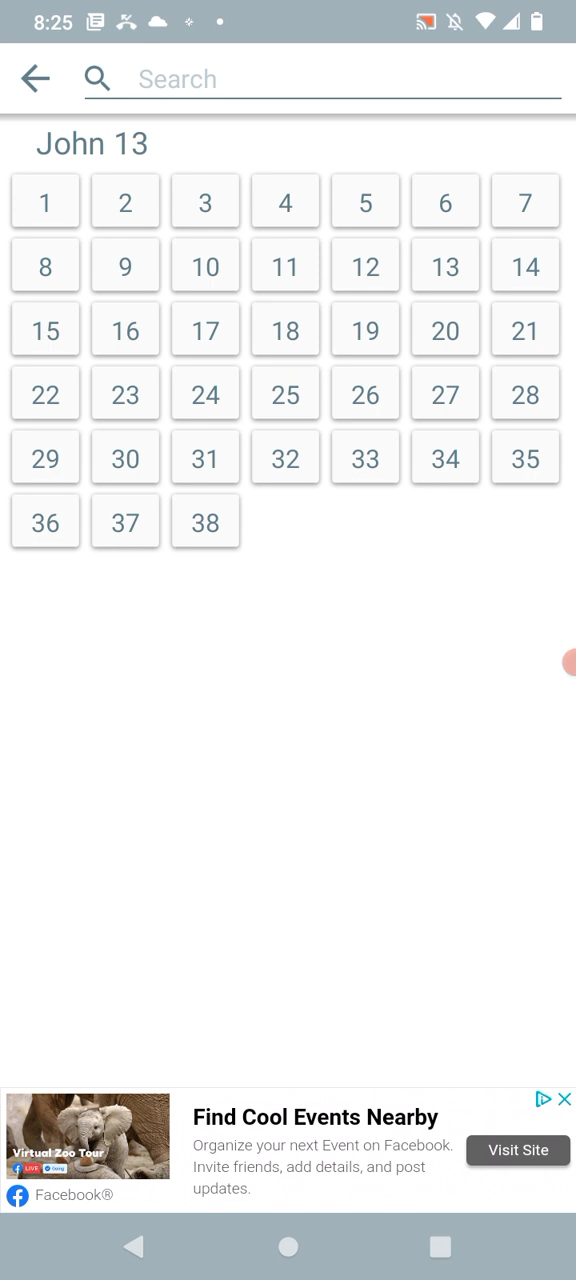 8:25
Search
John 13
1 2 3 4 5 6 7
8 9 10 11 12 13 14
15 16 17 18 19 20 21
22 23 24 25 26 27 28
29 30 31 32 33 34 35
36 37 38
Virtual Zoo Tour
LIVE Going
Facebook®
Find Cool Events Nearby
Organize your next Event on Facebook.
Invite friends, add details, and post
updates.
Visit Site